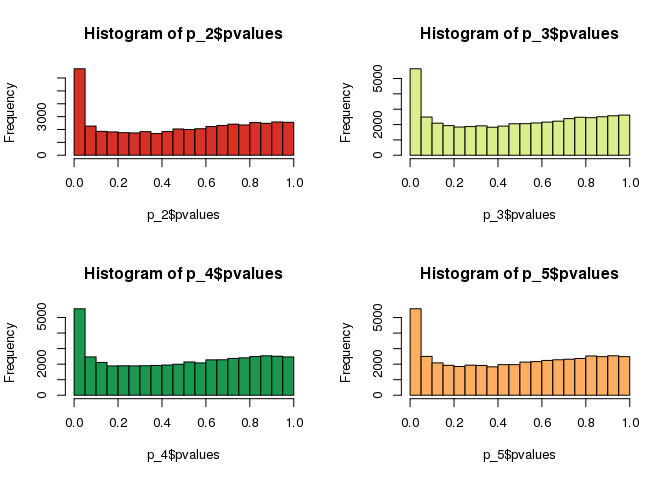 Histogram of p_2$pvalues
Frequency
0 3000
0.0 0.2 0.4 0.6 0.8 1.0
p_2$pvalues
Histogram of p_3$pvalues
Frequency
0 2000 5000
0.0 0.2 0.4 0.6 0.8 1.0
p_3$pvalues
Histogram of p_4$pvalues
Frequency
0 2000 5000
0.0 0.2 0.4 0.6 0.8 1.0
p_4$pvalues
Histogram of p_5$pvalues
Frequency
0 2000 5000
0.0 0.2 0.4 0.6 0.8 1.0
p_5$pvalues